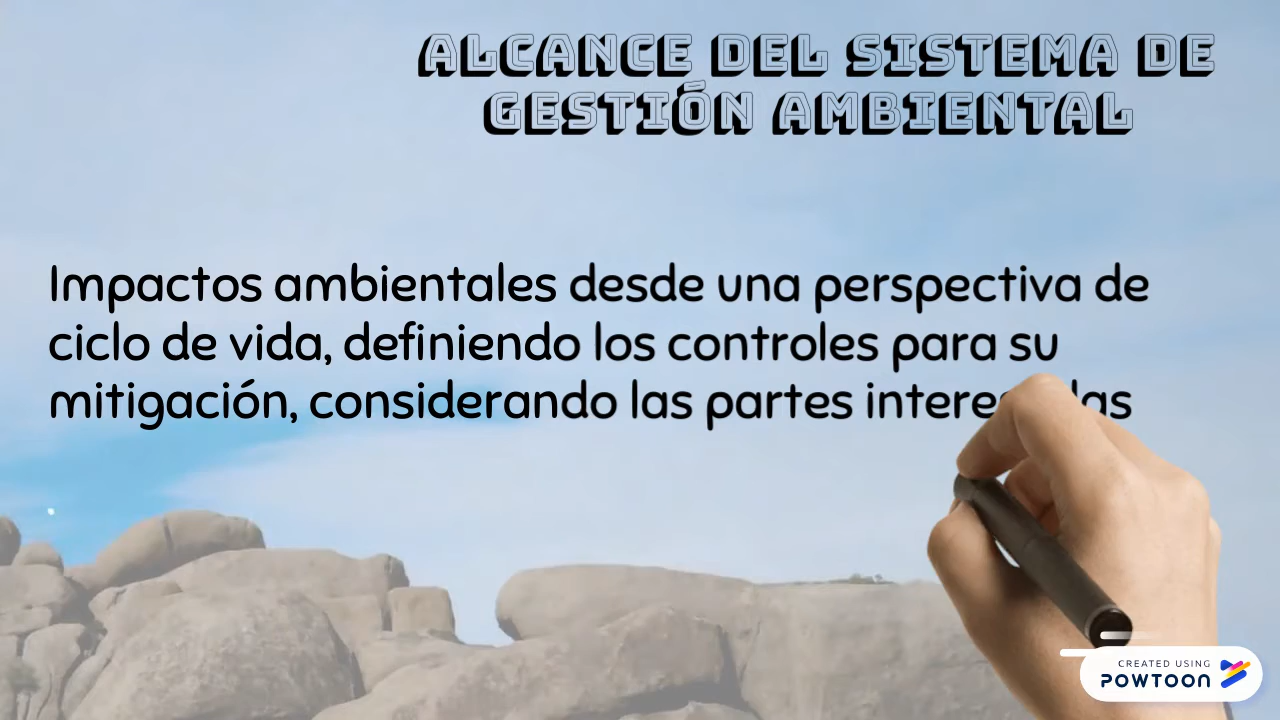 ALCANCE DEL SISTEMA DE
GESTIÓN AMBIENTAL
Impactos ambientales desde una perspectiva de
ciclo de vida, definiendo los controles para su
mitigación, considerando las partes interesadas
CREATED USING
POWTOON